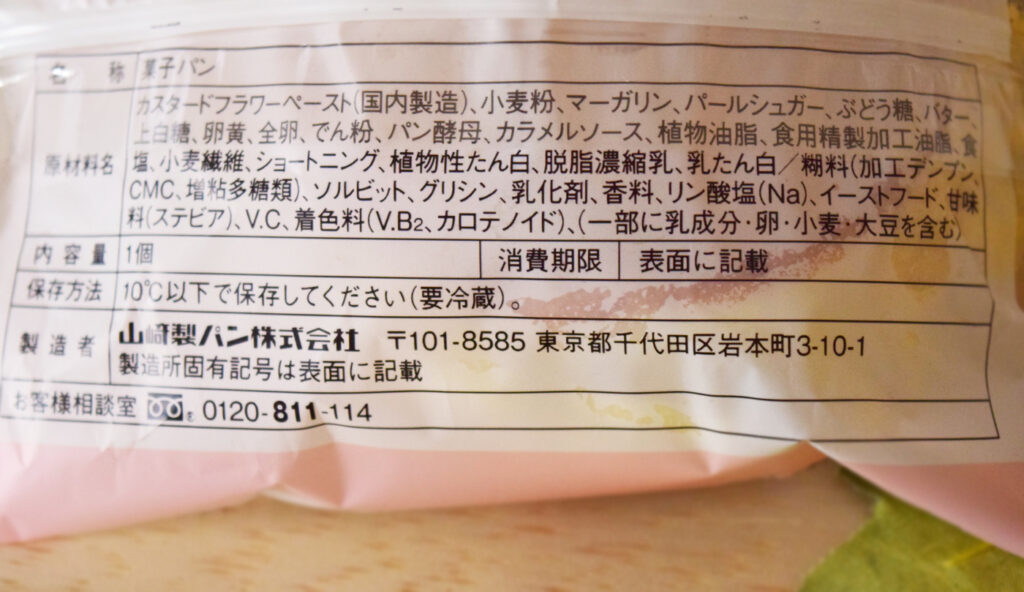 名 称 菓子パン
原材料名
カスタードフラワーペースト(国内製造)、小麦粉、マーガリン、パールシュガー、ぶどう糖、バター、
上白糖、卵黄、全卵、でん粉、パン酵母、カラメルソース、植物油脂、食用精製加工油脂、食
塩、小麦繊維、ショートニング、植物性たん白、脱脂濃縮乳、乳たん白/糊料(加工デンプン、
CMC、増粘多糖類)、ソルビット、グリシン、乳化剤、香料、リン酸塩(Na)、イーストフード、甘味
料(ステビア)、V.C、着色料(V.B2、カロテノイド)、(一部に乳成分・卵・小麦・大豆を含む)
内容量 1個 消費期限 表面に記載
保存方法 10℃以下で保存してください(要冷蔵)。
製造者 山崎製パン株式会社 〒101-8585 東京都千代田区岩本町3-10-1
製造所固有記号は表面に記載
お客様相談室 0120-811-114